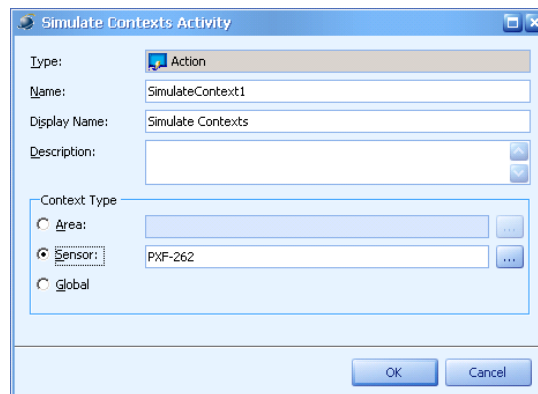 Simulate Contexts Activity
Type: Action
Name: SimulateContext1
Display Name: Simulate Contexts
Description:
Context Type
Area: ...
Sensor: PXF-262 ...
Global
OK Cancel